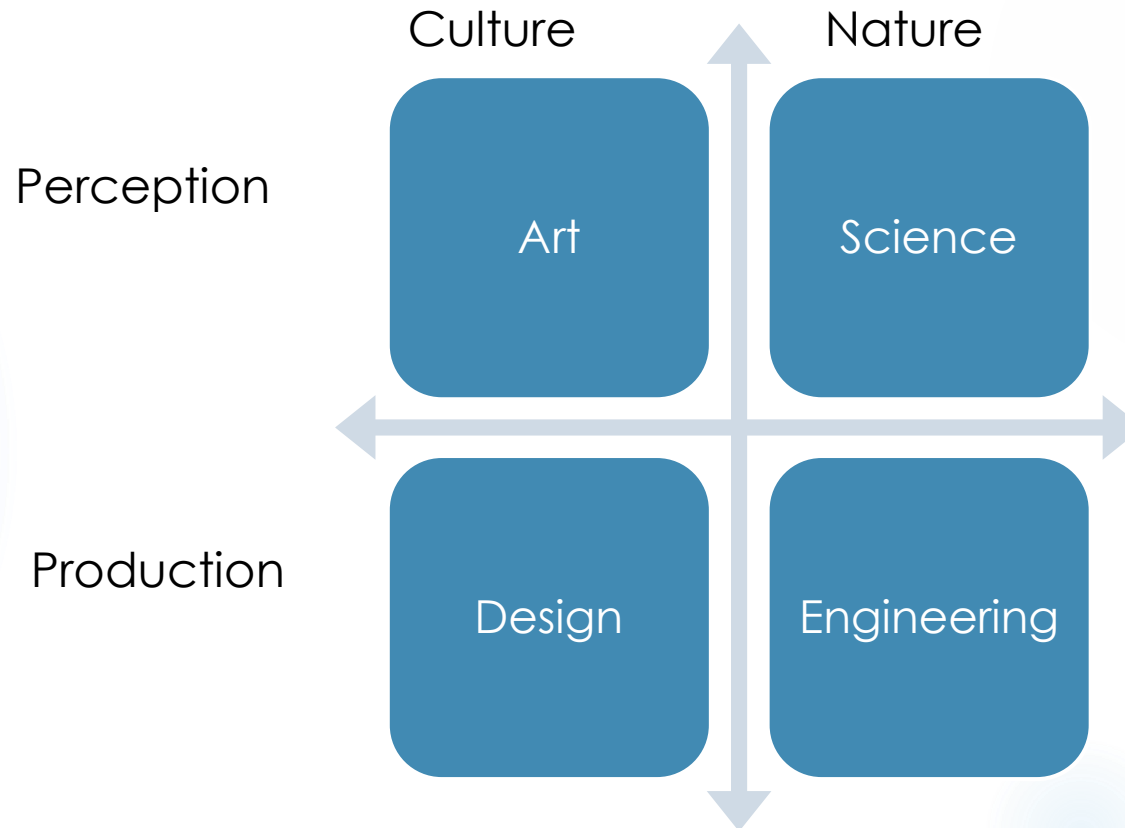 Culture
Nature
Perception
Art
Science
Production
Design
Engineering